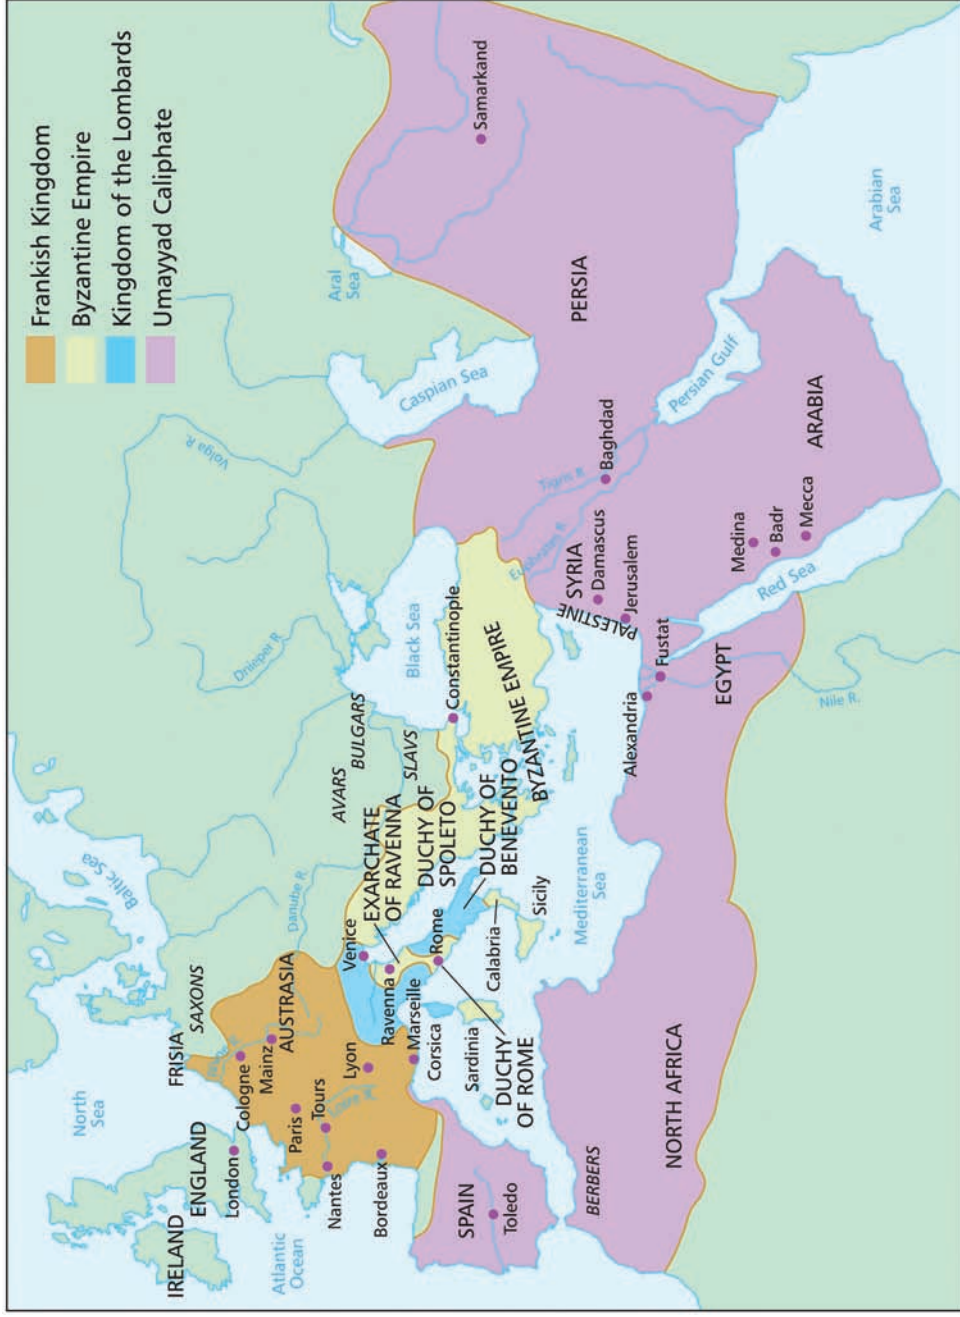 Frankish Kingdom
Byzantine Empire
Kingdom of the Lombards
Umayyad Caliphate
IRELAND
ENGLAND
London
North
Sea
Atlantic
Ocean
Baltic Sea
FRISIA
SAXONS
Rhine R.
Cologne
Mainz
AUSTRASIA
Paris
Tours
Loire R.
Nantes
Lyon
Bordeaux
Marseille
Danube R.
Venice
EXARCHATE
OF RAVENNA
Ravenna
DUCHY OF
SPOLETO
Rome
DUCHY OF
BENEVENTO
Corsica
Sardinia
DUCHY
OF ROME
Calabria
Sicily
Mediterranean
Sea
SPAIN
Toledo
BERBERS
NORTH AFRICA
AVARS
BULGARS
SLAVS
Dnieper R.
Volga R.
Black Sea
Constantinople
BYZANTINE EMPIRE
Caspian Sea
Aral
Sea
Samarkand
PERSIA
Tigris R.
Euphrates R.
Baghdad
SYRIA
Damascus
PALESTINE
Jerusalem
Alexandria
Fustat
EGYPT
Nile R.
Red Sea
Medina
Badr
Mecca
ARABIA
Persian Gulf
Arabian
Sea